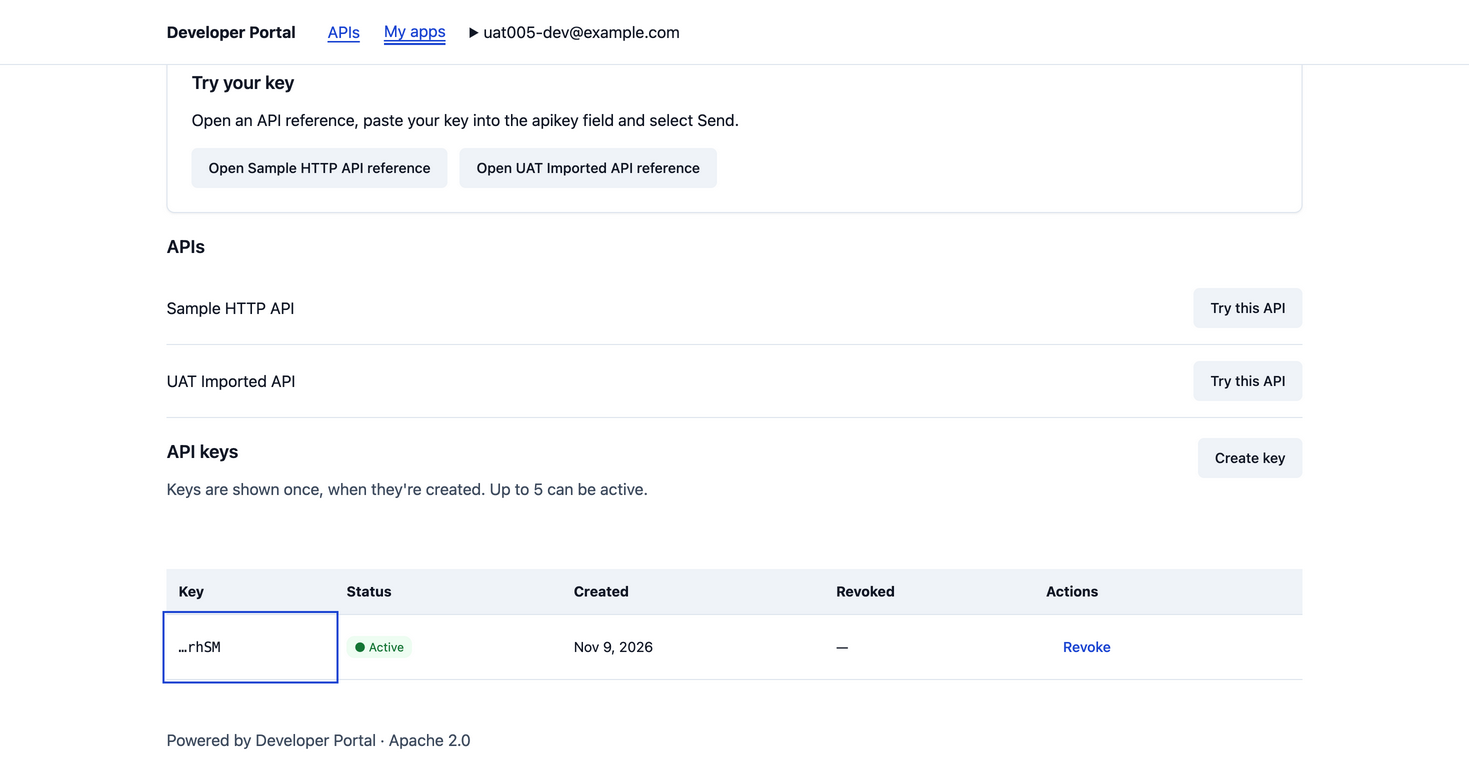 Developer Portal APIs My apps ▶ uat005-dev@example.com
Try your key
Open an API reference, paste your key into the apikey field and select Send.
Open Sample HTTP API reference Open UAT Imported API reference
APIs
Sample HTTP API Try this API
UAT Imported API Try this API
API keys Create key
Keys are shown once, when they're created. Up to 5 can be active.
Key Status Created Revoked Actions
…rhSM Active Nov 9, 2026 — Revoke
Powered by Developer Portal · Apache 2.0